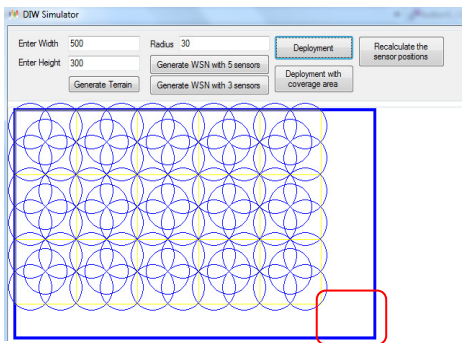 DIW Simulator
Enter Width 500 Radius 30
Enter Height 300
Generate Terrain
Generate WSN with 5 sensors
Generate WSN with 3 sensors
Deployment
Deployment with
coverage area
Recalculate the
sensor positions